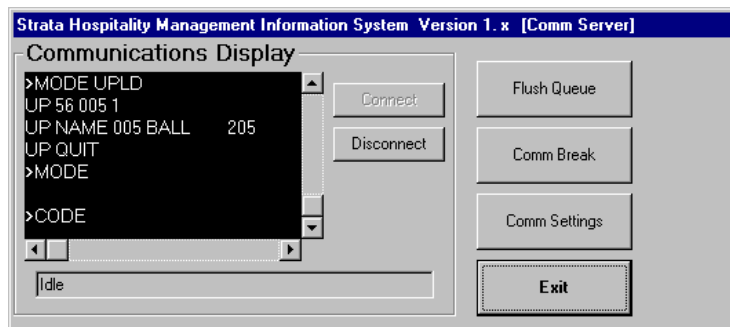 Strata Hospitality Management Information System Version 1. x [Comm Server]
Communications Display
>MODE UPLD
UP 56 005 1
UP NAME 005 BALL 205
UP QUIT
>MODE
>CODE
Idle
Connect
Disconnect
Flush Queue
Comm Break
Comm Settings
Exit